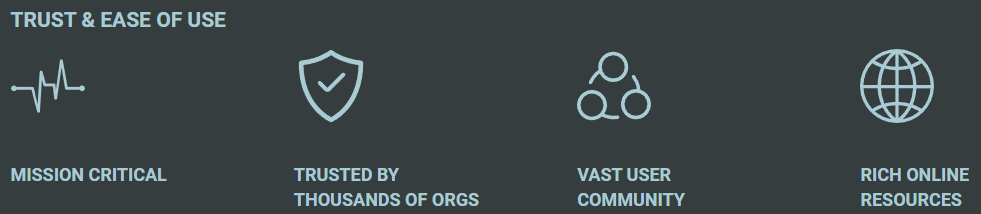 TRUST & EASE OF USE
MISSION CRITICAL
TRUSTED BY
THOUSANDS OF ORGS
VAST USER
COMMUNITY
RICH ONLINE
RESOURCES